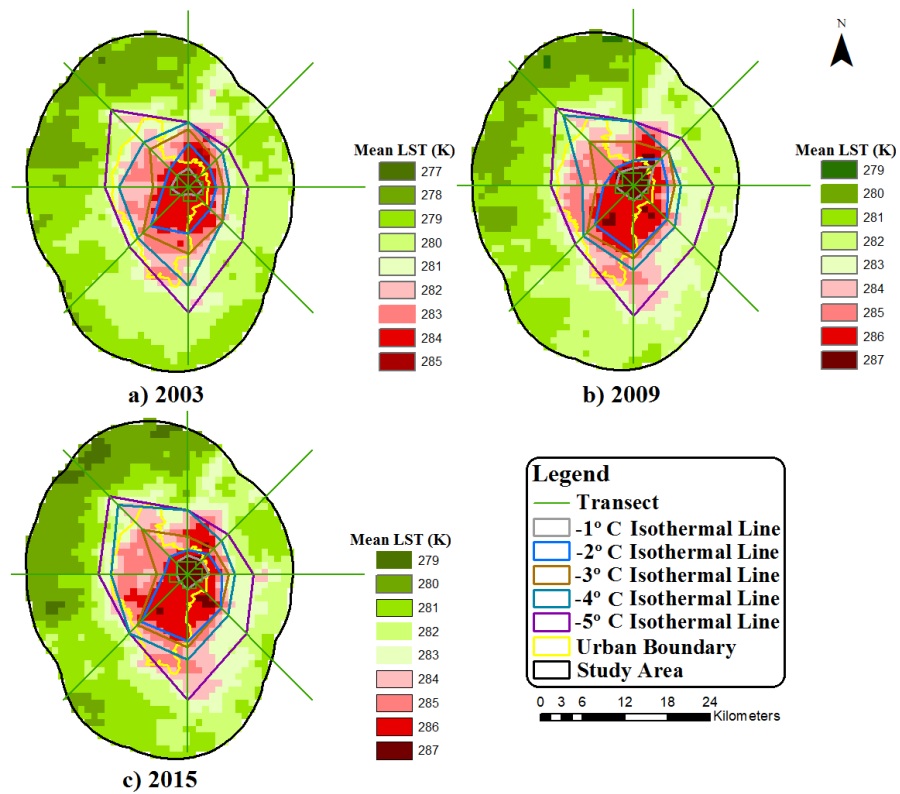 N
Mean LST (K)
277
278
279
280
281
282
283
284
285
a) 2003
Mean LST (K)
279
280
281
282
283
284
285
286
287
b) 2009
Mean LST (K)
279
280
281
282
283
284
285
286
287
c) 2015
Legend
Transect
-1º C Isothermal Line
-2º C Isothermal Line
-3º C Isothermal Line
-4º C Isothermal Line
-5º C Isothermal Line
Urban Boundary
Study Area
0 3 6 12 18 24
Kilometers